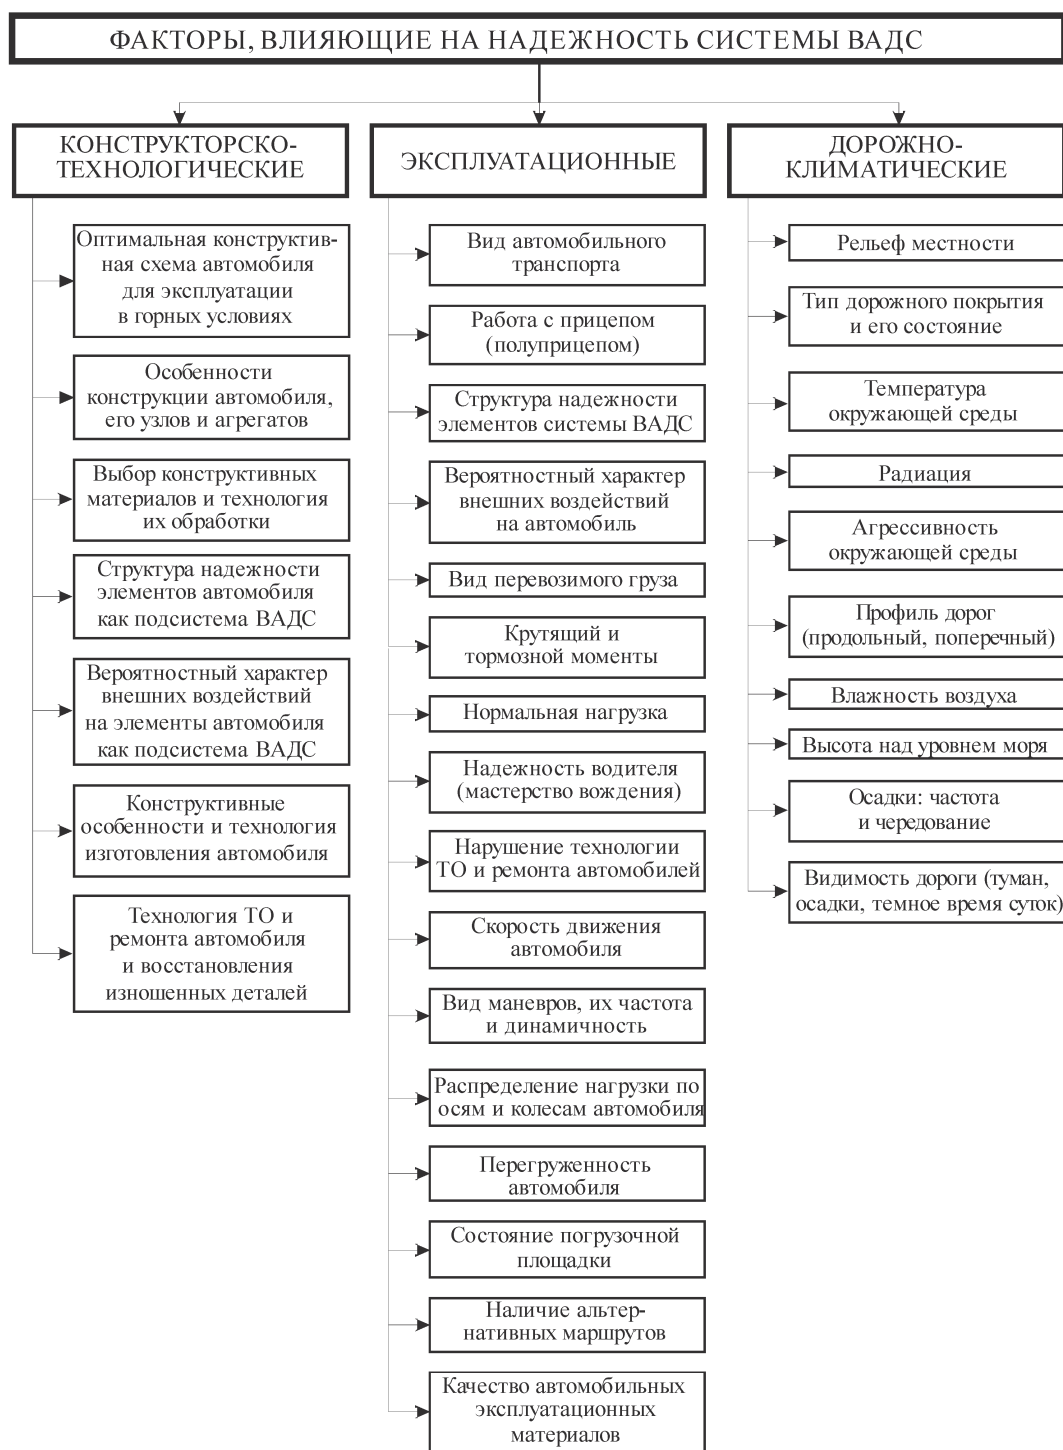 ФАКТОРЫ, ВЛИЯЮЩИЕ НА НАДЕЖНОСТЬ СИСТЕМЫ ВАДС
КОНСТРУКТОРСКО-
ТЕХНОЛОГИЧЕСКИЕ
Оптимальная конструктив-
ная схема автомобиля
для эксплуатации
в горных условиях
Особенности
конструкции автомобиля,
его узлов и агрегатов
Выбор конструктивных
материалов и технология
их обработки
Структура надежности
элементов автомобиля
как подсистема ВАДС
Вероятностный характер
внешних воздействий
на элементы автомобиля
как подсистема ВАДС
Конструктивные
особенности и технология
изготовления автомобиля
Технология ТО и
ремонта автомобиля
и восстановления
изношенных деталей
ЭКСПЛУАТАЦИОННЫЕ
Вид автомобильного
транспорта
Работа с прицепом
(полуприцепом)
Структура надежности
элементов системы ВАДС
Вероятностный характер
внешних воздействий
на автомобиль
Вид перевозимого груза
Крутящий и
тормозной моменты
Нормальная нагрузка
Надежность водителя
(мастерство вождения)
Нарушение технологии
ТО и ремонта автомобилей
Скорость движения
автомобиля
Вид маневров, их частота
и динамичность
Распределение нагрузки по
осям и колесам автомобиля
Перегруженность
автомобиля
Состояние погрузочной
площадки
Наличие альтер-
нативных маршрутов
Качество автомобильных
эксплуатационных
материалов
ДОРОЖНО-
КЛИМАТИЧЕСКИЕ
Рельеф местности
Тип дорожного покрытия
и его состояние
Температура
окружающей среды
Радиация
Агрессивность
окружающей среды
Профиль дорог
(продольный, поперечный)
Влажность воздуха
Высота над уровнем моря
Осадки: частота
и чередование
Видимость дороги (туман,
осадки, темное время суток)